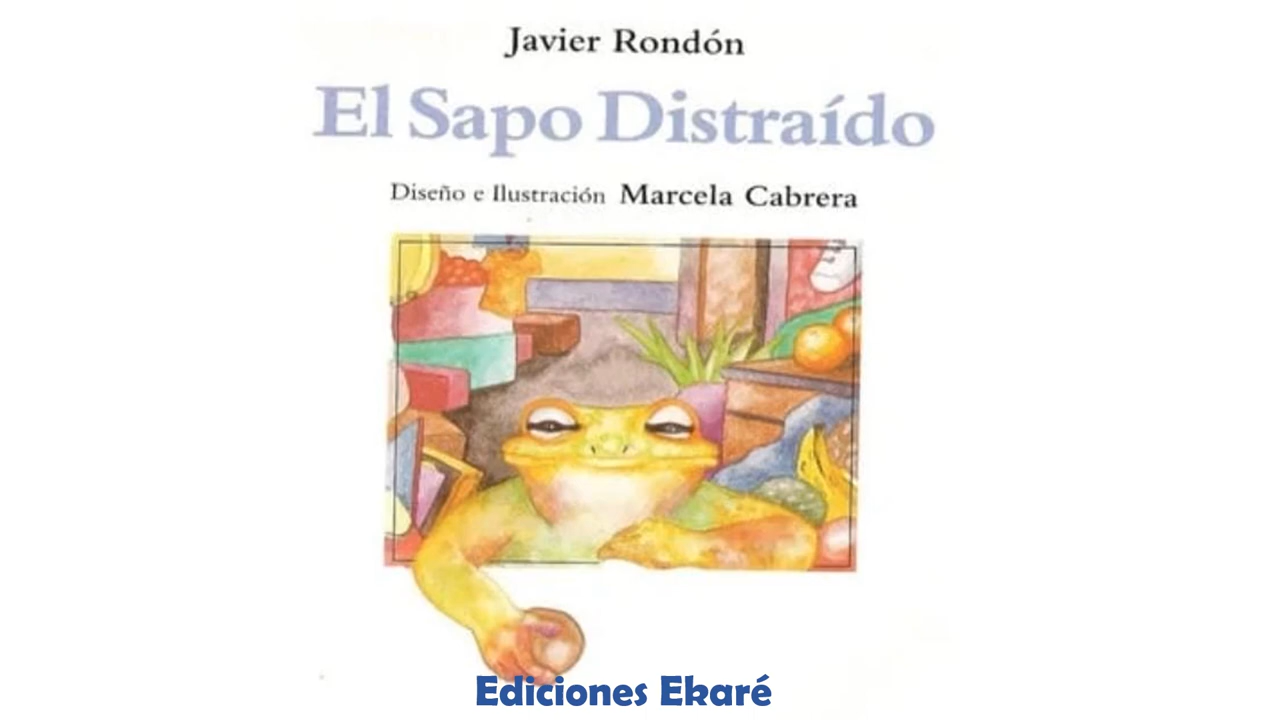 Javier Rondón
El Sapo Distraído
Diseño e Ilustración Marcela Cabrera
Ediciones Ekaré